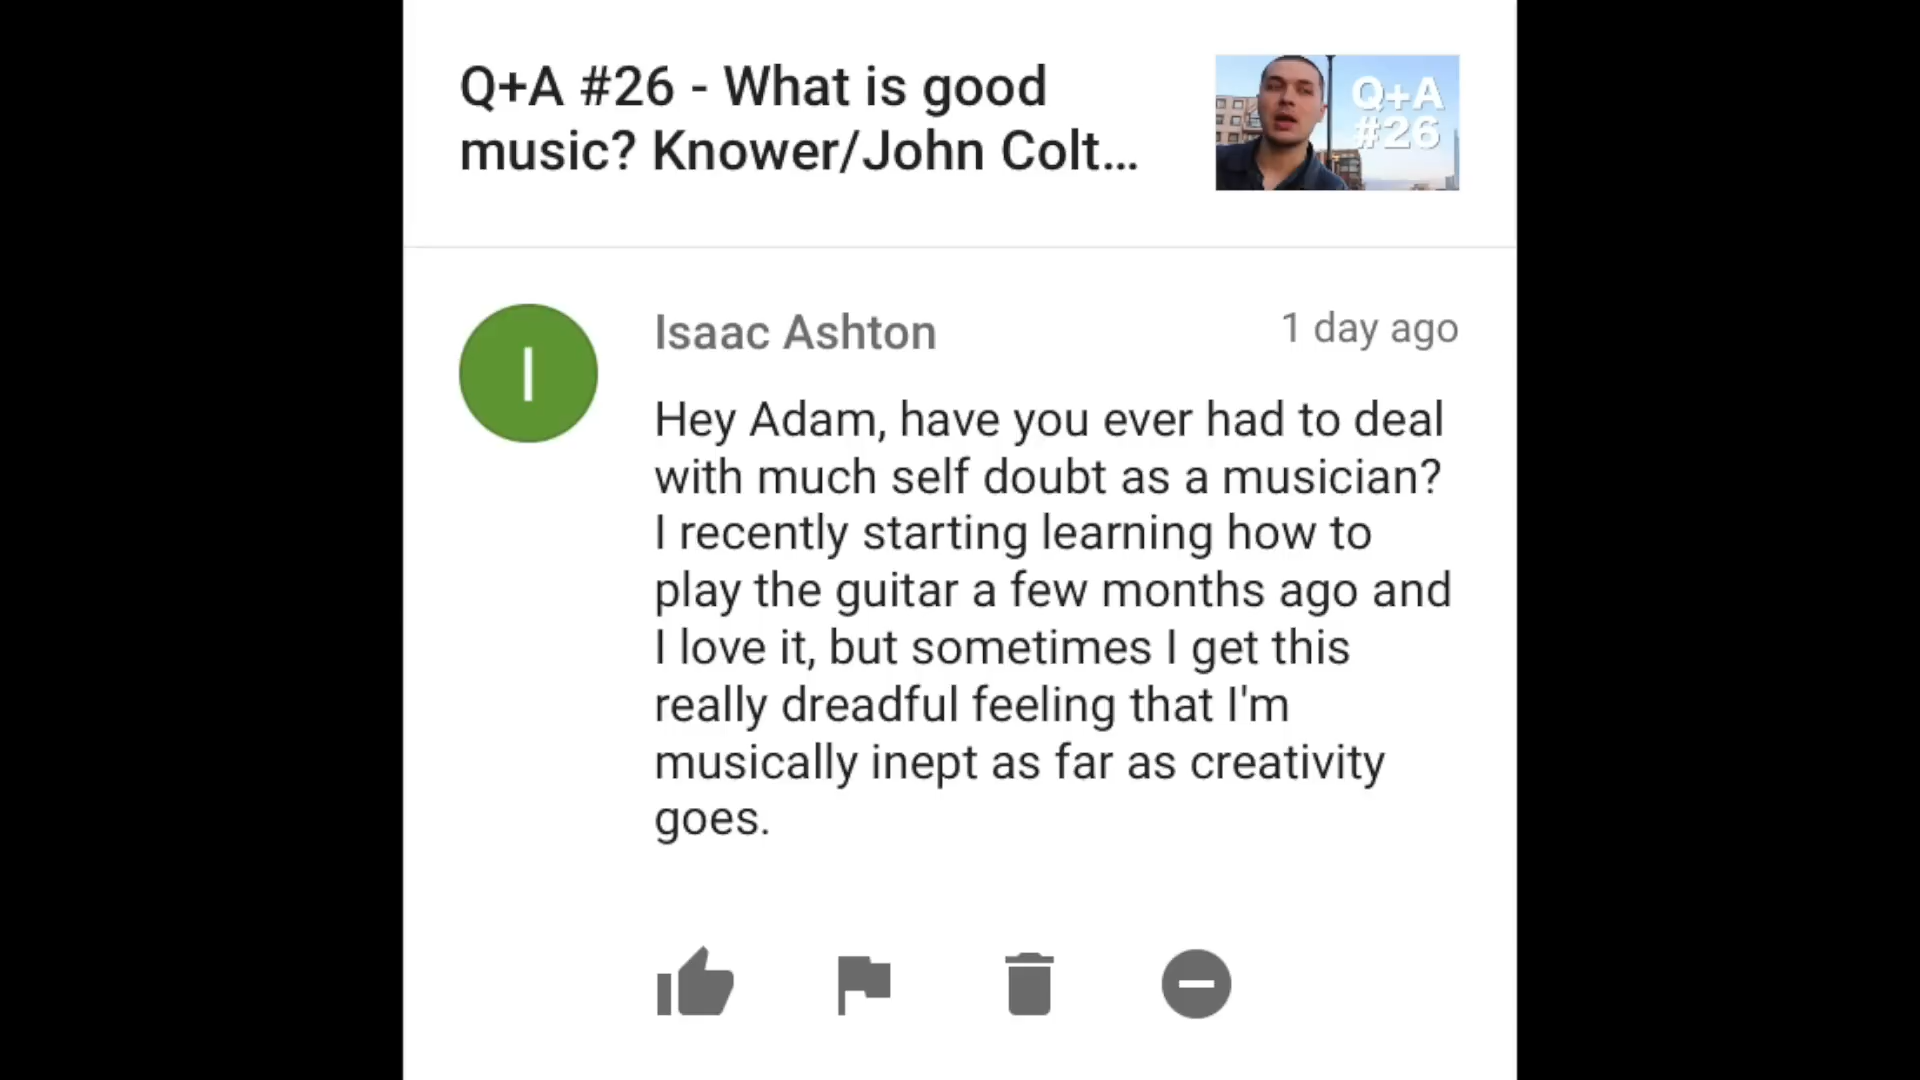 Q+A #26 - What is good
music? Knower/John Colt...
Q+A
#26
I
Isaac Ashton
1 day ago
Hey Adam, have you ever had to deal
with much self doubt as a musician?
I recently starting learning how to
play the guitar a few months ago and
I love it, but sometimes I get this
really dreadful feeling that I'm
musically inept as far as creativity
goes.